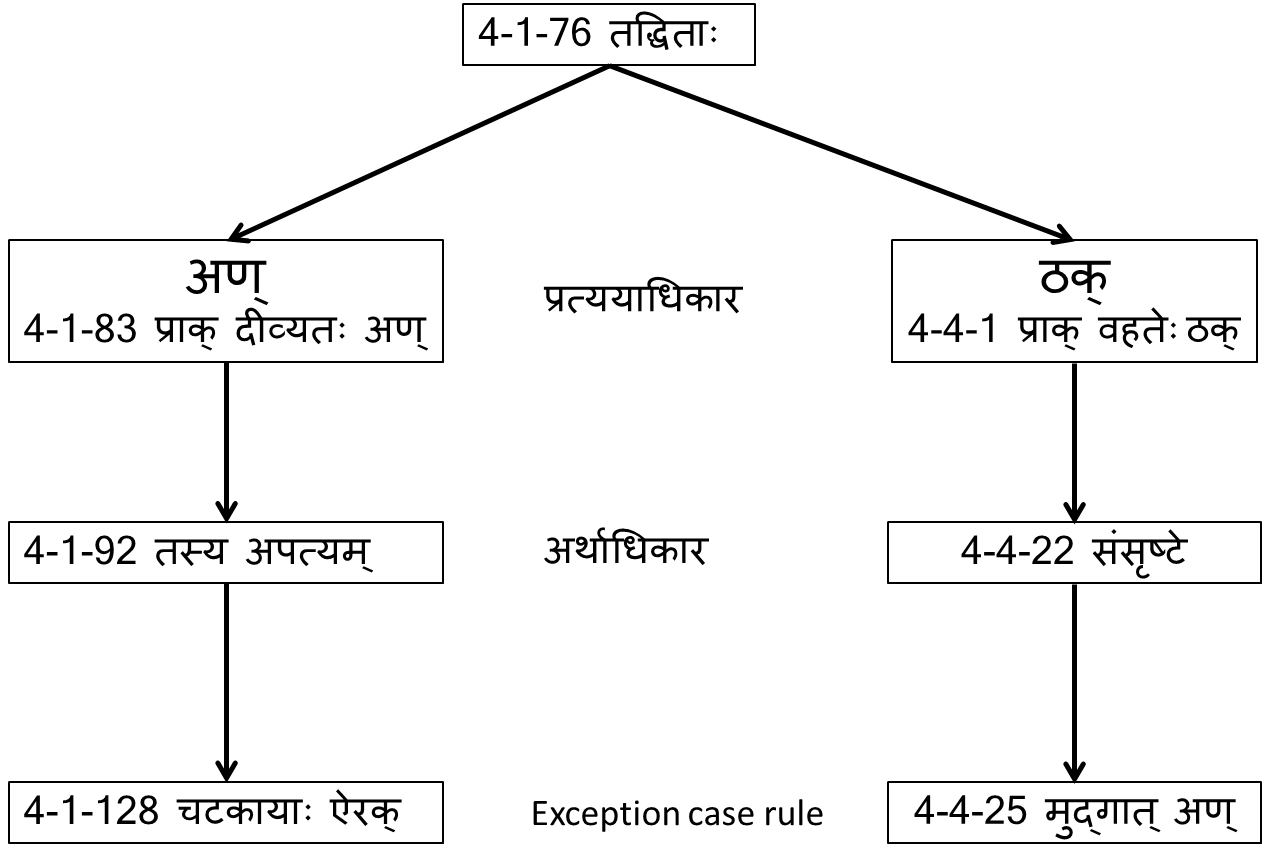 4-1-76 तद्धिताः
अण्
4-1-83 प्राक् दीव्यतः अण्
प्रत्ययाधिकार
ठक्
4-4-1 प्राक् वहतेः ठक्
4-1-92 तस्य अपत्यम्
अर्थाधिकार
4-4-22 संसृष्टे
4-1-128 चटकायाः ऐरक्
Exception case rule
4-4-25 मुद्‌गात् अण्